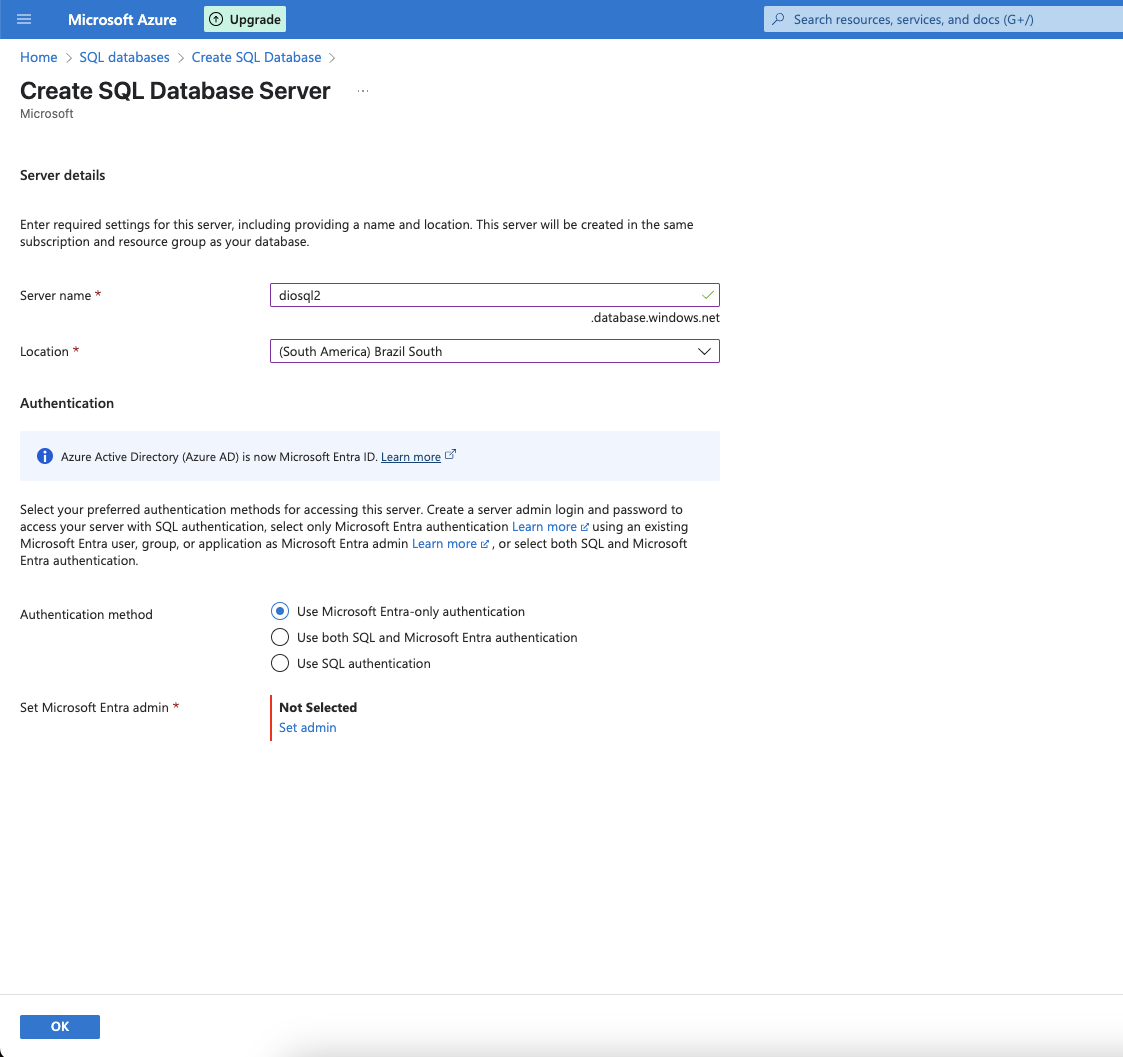 Microsoft Azure
Upgrade
Search resources, services, and docs (G+/)
Home > SQL databases > Create SQL Database >
Create SQL Database Server ...
Microsoft
Server details
Enter required settings for this server, including providing a name and location. This server will be created in the same
subscription and resource group as your database.
Server name *
diosql2
.database.windows.net
Location *
(South America) Brazil South
Authentication
Azure Active Directory (Azure AD) is now Microsoft Entra ID. Learn more
Select your preferred authentication methods for accessing this server. Create a server admin login and password to
access your server with SQL authentication, select only Microsoft Entra authentication Learn more using an existing
Microsoft Entra user, group, or application as Microsoft Entra admin Learn more , or select both SQL and Microsoft
Entra authentication.
Authentication method
Use Microsoft Entra-only authentication
Use both SQL and Microsoft Entra authentication
Use SQL authentication
Set Microsoft Entra admin *
Not Selected
Set admin
OK